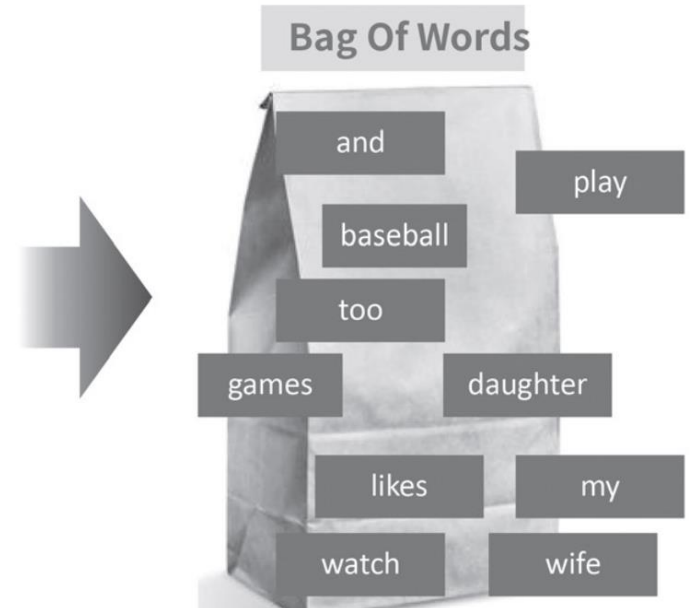 Bag Of Words
and
play
baseball
too
games
daughter
likes
my
watch
wife